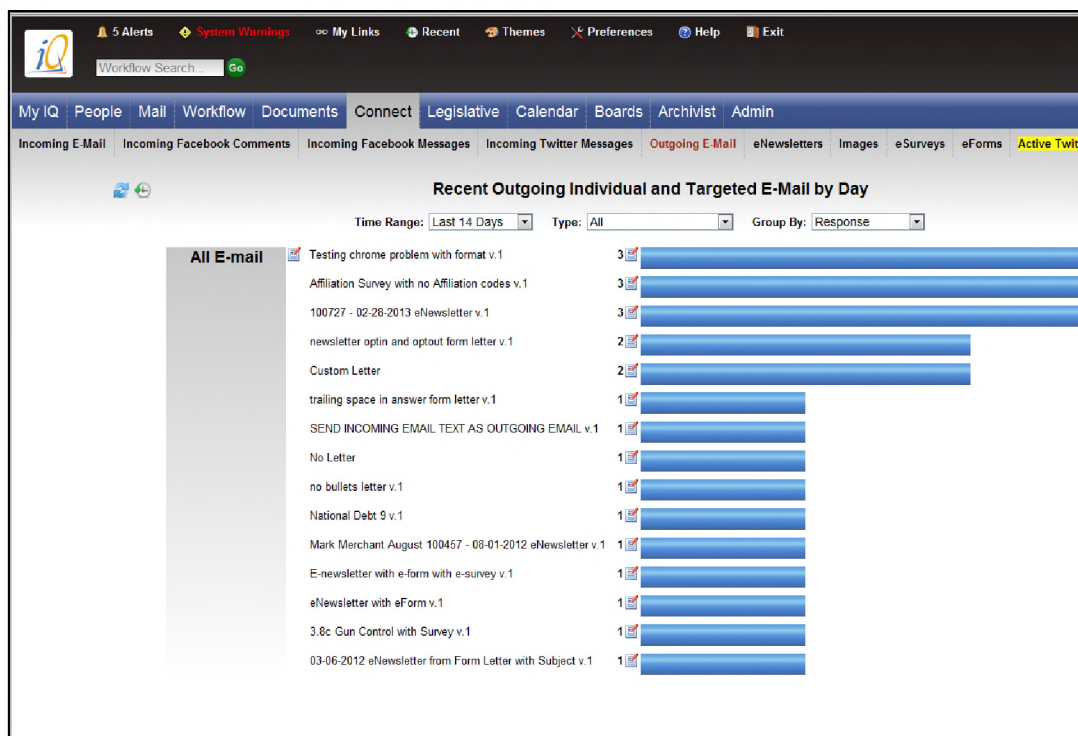 iQ
5 Alerts System Warnings My Links Recent Themes Preferences Help Exit
Workflow Search... Go
My IQ People Mail Workflow Documents Connect Legislative Calendar Boards Archivist Admin
Incoming E-Mail Incoming Facebook Comments Incoming Facebook Messages Incoming Twitter Messages Outgoing E-Mail eNewsletters Images eSurveys eForms Active Twit
Recent Outgoing Individual and Targeted E-Mail by Day
Time Range: Last 14 Days Type: All Group By: Response
All E-mail Testing chrome problem with format v.1 3
Affiliation Survey with no Affiliation codes v.1 3
100727 - 02-28-2013 eNewsletter v.1 3
newsletter optin and optout form letter v.1 2
Custom Letter 2
trailing space in answer form letter v.1 1
SEND INCOMING EMAIL TEXT AS OUTGOING EMAIL v.1 1
No Letter 1
no bullets letter v.1 1
National Debt 9 v.1 1
Mark Merchant August 100457 - 08-01-2012 eNewsletter v.1 1
E-newsletter with e-form with e-survey v.1 1
eNewsletter with eForm v.1 1
3.8c Gun Control with Survey v.1 1
03-06-2012 eNewsletter from Form Letter with Subject v.1 1